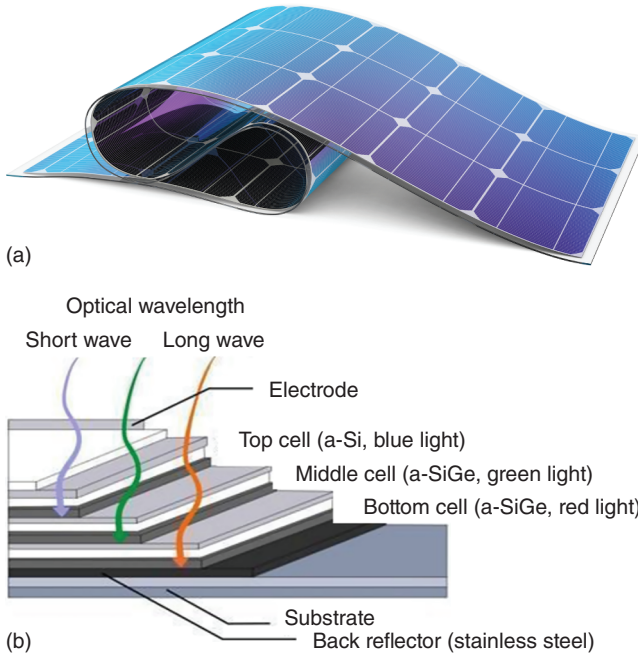 (a)
Optical wavelength
Short wave
Long wave
Electrode
Top cell (a-Si, blue light)
Middle cell (a-SiGe, green light)
Bottom cell (a-SiGe, red light)
Substrate
Back reflector (stainless steel)
(b)